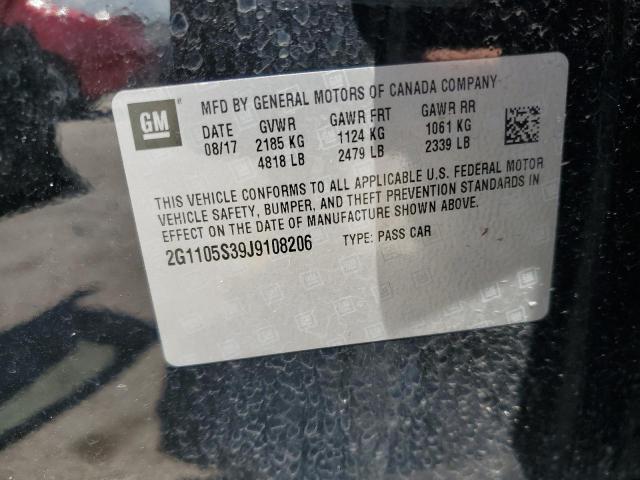 GM
MFD BY GENERAL MOTORS OF CANADA COMPANY
DATE GVWR GAWR FRT GAWR RR
08/17 2185 KG 1124 KG 1061 KG
4818 LB 2479 LB 2339 LB
THIS VEHICLE CONFORMS TO ALL APPLICABLE U.S. FEDERAL MOTOR
VEHICLE SAFETY, BUMPER, AND THEFT PREVENTION STANDARDS IN
EFFECT ON THE DATE OF MANUFACTURE SHOWN ABOVE.
2G1105S39J9108206 TYPE: PASS CAR